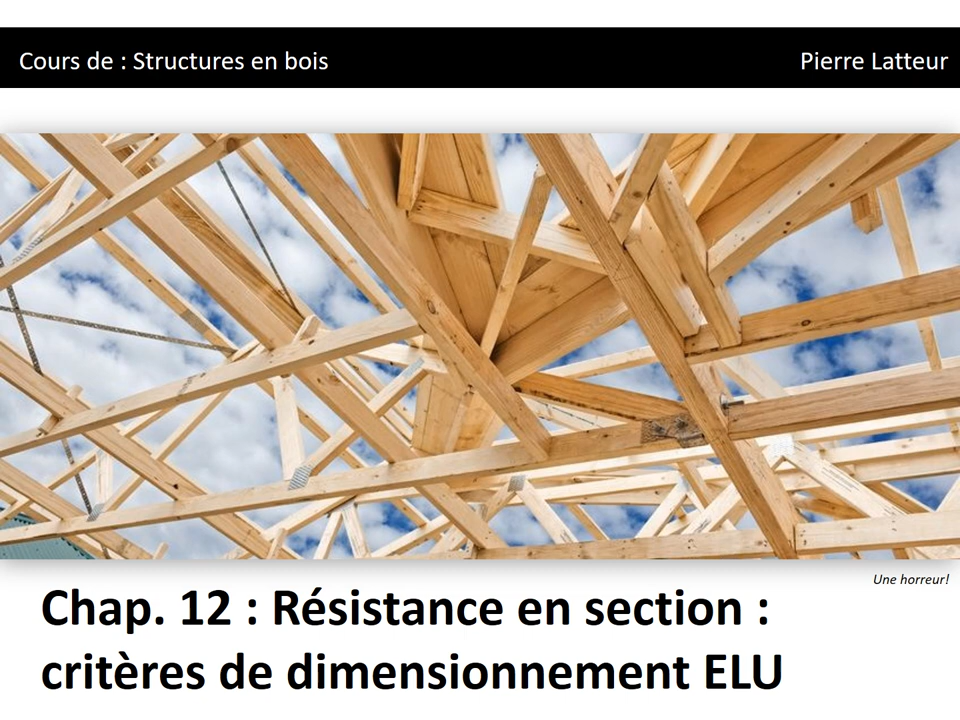 Cours de : Structures en bois
Pierre Latteur
Une horreur!
Chap. 12 : Résistance en section :
critères de dimensionnement ELU